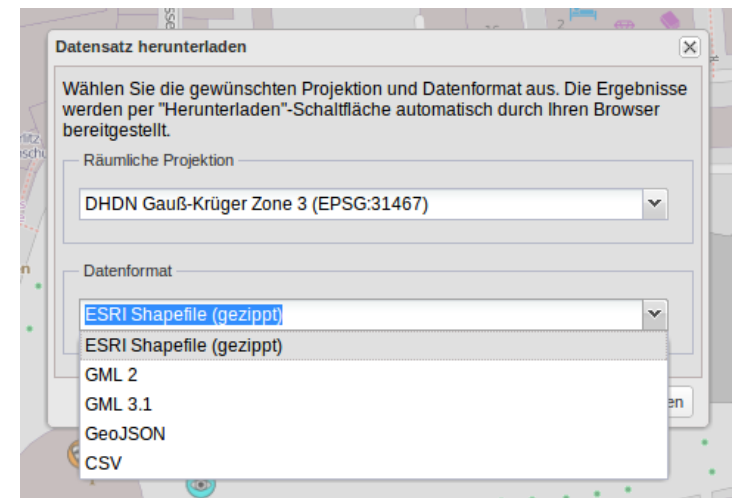 Datensatz herunterladen
Wählen Sie die gewünschten Projektion und Datenformat aus. Die Ergebnisse
werden per "Herunterladen"-Schaltfläche automatisch durch Ihren Browser
bereitgestellt.
Räumliche Projektion
DHDN Gauß-Krüger Zone 3 (EPSG:31467)
Datenformat
ESRI Shapefile (gezippt)
ESRI Shapefile (gezippt)
GML 2
GML 3.1
en
GeoJSON
CSV